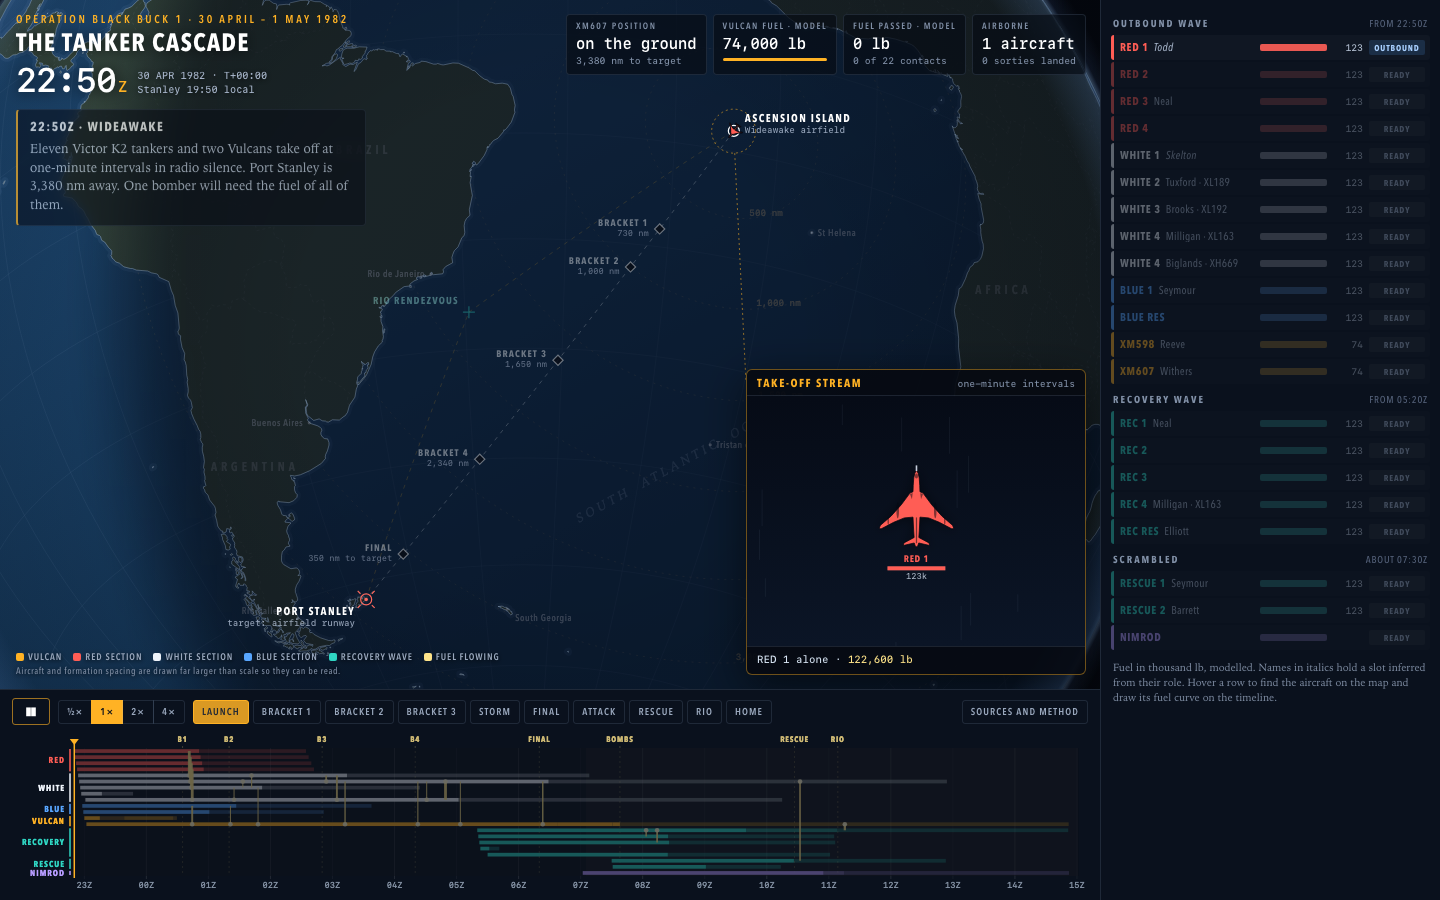 OPERATION BLACK BUCK 1 · 30 APRIL – 1 MAY 1982
THE TANKER CASCADE
22:50Z
30 APR 1982 · T+00:00
Stanley 19:50 local
22:50Z · WIDEAWAKE
Eleven Victor K2 tankers and two Vulcans take off at
one-minute intervals in radio silence. Port Stanley is
3,380 nm away. One bomber will need the fuel of all of
them.
XM607 POSITION
on the ground
3,380 nm to target
VULCAN FUEL · MODEL
74,000 lb
FUEL PASSED · MODEL
0 lb
0 of 22 contacts
AIRBORNE
1 aircraft
0 sorties landed
ASCENSION ISLAND
Wideawake airfield
500 nm
St Helena
BRACKET 1
730 nm
BRACKET 2
1,000 nm
Rio de Janeiro
RIO RENDEZVOUS
1,000 nm
AFRICA
BRACKET 3
1,650 nm
Buenos Aires
ARGENTINA
BRACKET 4
2,340 nm
Tristan
SOUTH ATLANTIC
FINAL
350 nm to target
PORT STANLEY
target: airfield runway
South Georgia
TAKE-OFF STREAM
one-minute intervals
RED 1
123k
RED 1 alone · 122,600 lb
VULCAN
RED SECTION
WHITE SECTION
BLUE SECTION
RECOVERY WAVE
FUEL FLOWING
Aircraft and formation spacing are drawn far larger than scale so they can be read.
½× 1× 2× 4×
LAUNCH
BRACKET 1
BRACKET 2
BRACKET 3
STORM
FINAL
ATTACK
RESCUE
RIO
HOME
SOURCES AND METHOD
B1 B2 B3 B4 FINAL BOMBS RESCUE RIO
RED
WHITE
BLUE
VULCAN
RECOVERY
RESCUE
NIMROD
23Z 00Z 01Z 02Z 03Z 04Z 05Z 06Z 07Z 08Z 09Z 10Z 11Z 12Z 13Z 14Z 15Z
OUTBOUND WAVE FROM 22:50Z
RED 1 Todd 123 OUTBOUND
RED 2 123 READY
RED 3 Neal 123 READY
RED 4 123 READY
WHITE 1 Skelton 123 READY
WHITE 2 Tuxford · XL189 123 READY
WHITE 3 Brooks · XL192 123 READY
WHITE 4 Milligan · XL163 123 READY
WHITE 4 Biglands · XH669 123 READY
BLUE 1 Seymour 123 READY
BLUE RES 123 READY
XM598 Reeve 74 READY
XM607 Withers 74 READY
RECOVERY WAVE FROM 05:20Z
REC 1 Neal 123 READY
REC 2 123 READY
REC 3 123 READY
REC 4 Milligan · XL163 123 READY
REC RES Elliott 123 READY
SCRAMBLED ABOUT 07:30Z
RESCUE 1 Seymour 123 READY
RESCUE 2 Barrett 123 READY
NIMROD READY
Fuel in thousand lb, modelled. Names in italics hold a slot inferred
from their role. Hover a row to find the aircraft on the map and
draw its fuel curve on the timeline.